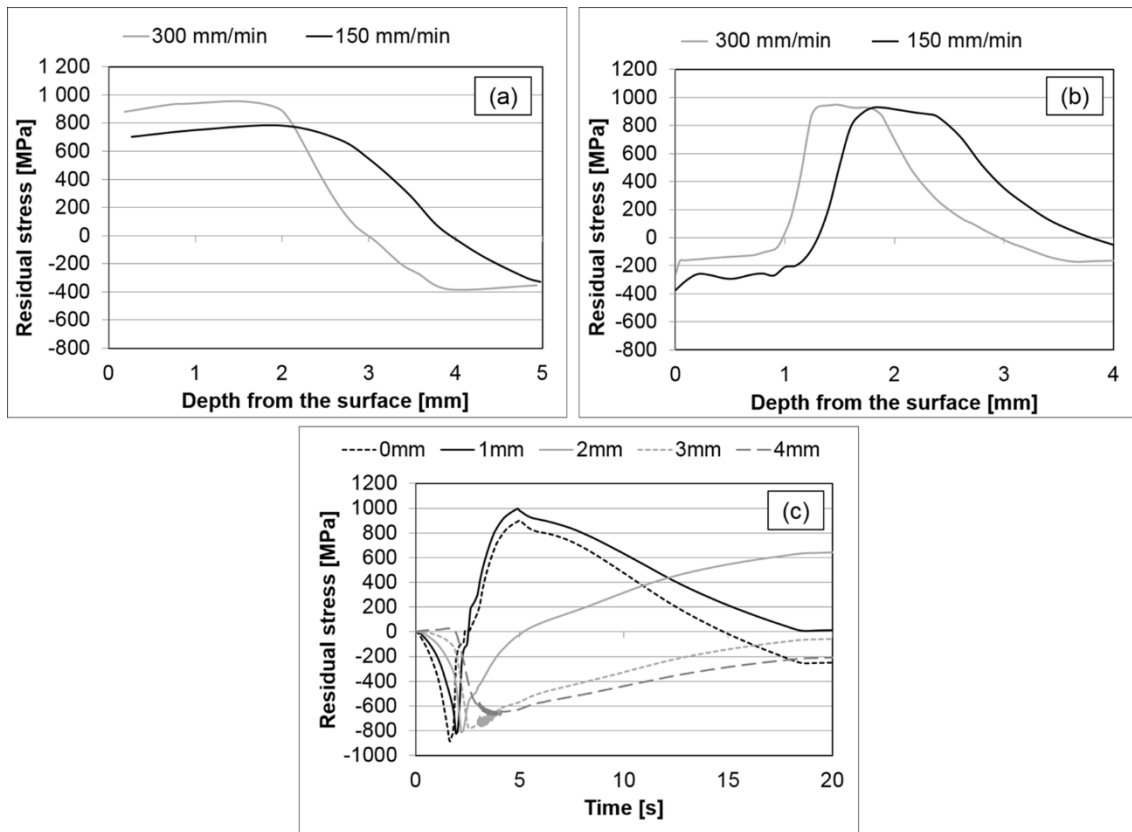 300 mm/min 150 mm/min
(a)
Residual stress [MPa]
1 200
1 000
800
600
400
200
0
-200
-400
-600
-800
0 1 2 3 4 5
Depth from the surface [mm]
300 mm/min 150 mm/min
(b)
Residual stress [MPa]
1200
1000
800
600
400
200
0
-200
-400
-600
-800
0 1 2 3 4
Depth from the surface [mm]
0mm 1mm 2mm 3mm 4mm
(c)
Residual stress [MPa]
1200
1000
800
600
400
200
0
-200
-400
-600
-800
-1000
0 5 10 15 20
Time [s]